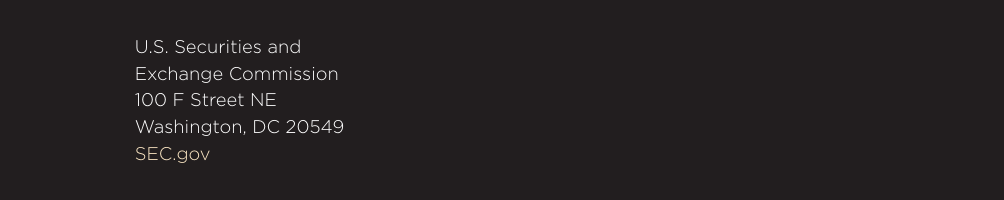 U.S. Securities and
Exchange Commission
100 F Street NE
Washington, DC 20549
SEC.gov